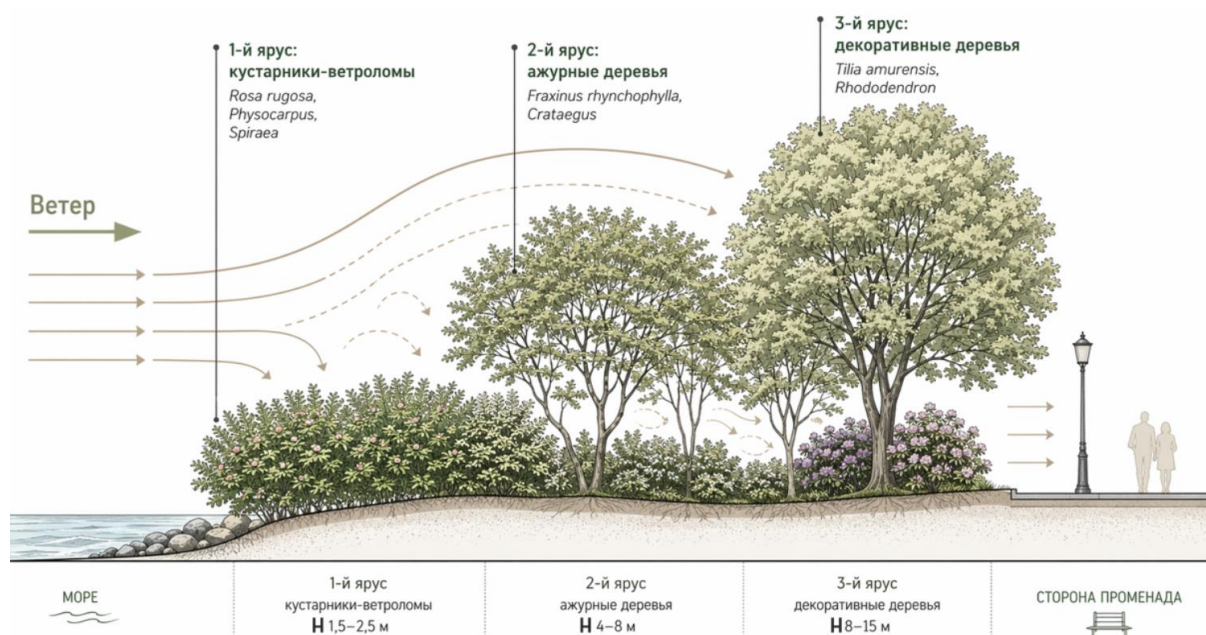 1-й ярус:
кустарники-ветроломы
Rosa rugosa,
Physocarpus,
Spiraea
2-й ярус:
ажурные деревья
Fraxinus rhynchophylla,
Crataegus
3-й ярус:
декоративные деревья
Tilia amurensis,
Rhododendron
Ветер
МОРЕ
1-й ярус
кустарники-ветроломы
H 1,5–2,5 м
2-й ярус
ажурные деревья
H 4–8 м
3-й ярус
декоративные деревья
H 8–15 м
СТОРОНА ПРОМЕНАДА